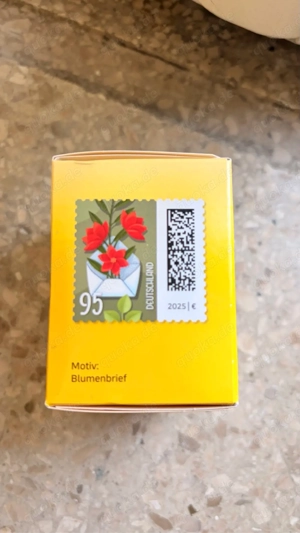 95
DEUTSCHLAND
2025 | €
Motiv:
Blumenbrief